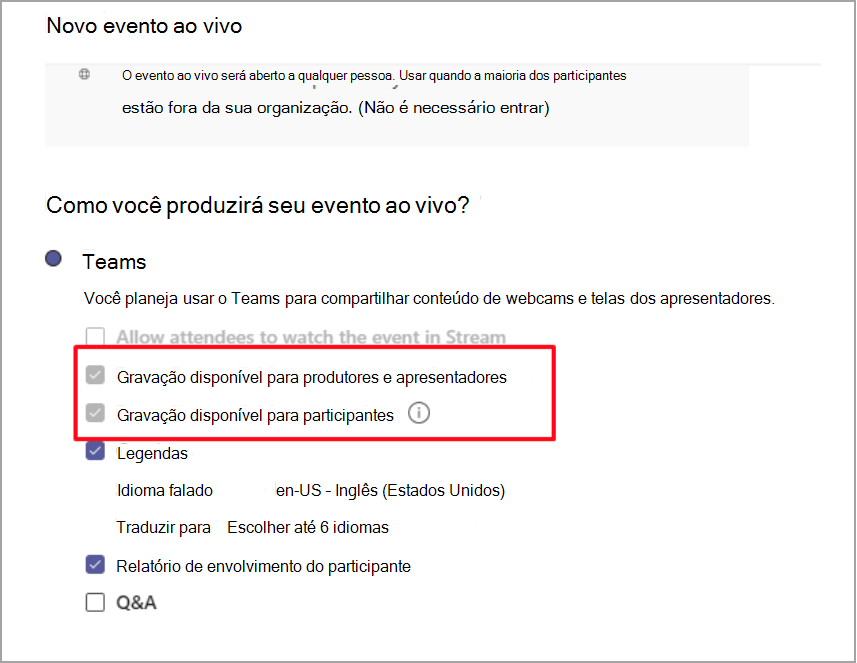 Novo evento ao vivo
O evento ao vivo será aberto a qualquer pessoa. Usar quando a maioria dos participantes
estão fora da sua organização. (Não é necessário entrar)
Como você produzirá seu evento ao vivo?
Teams
Você planeja usar o Teams para compartilhar conteúdo de webcams e telas dos apresentadores.
Allow attendees to watch the event in Stream
Gravação disponível para produtores e apresentadores
Gravação disponível para participantes
Legendas
Idioma falado en-US - Inglês (Estados Unidos)
Traduzir para Escolher até 6 idiomas
Relatório de envolvimento do participante
Q&A